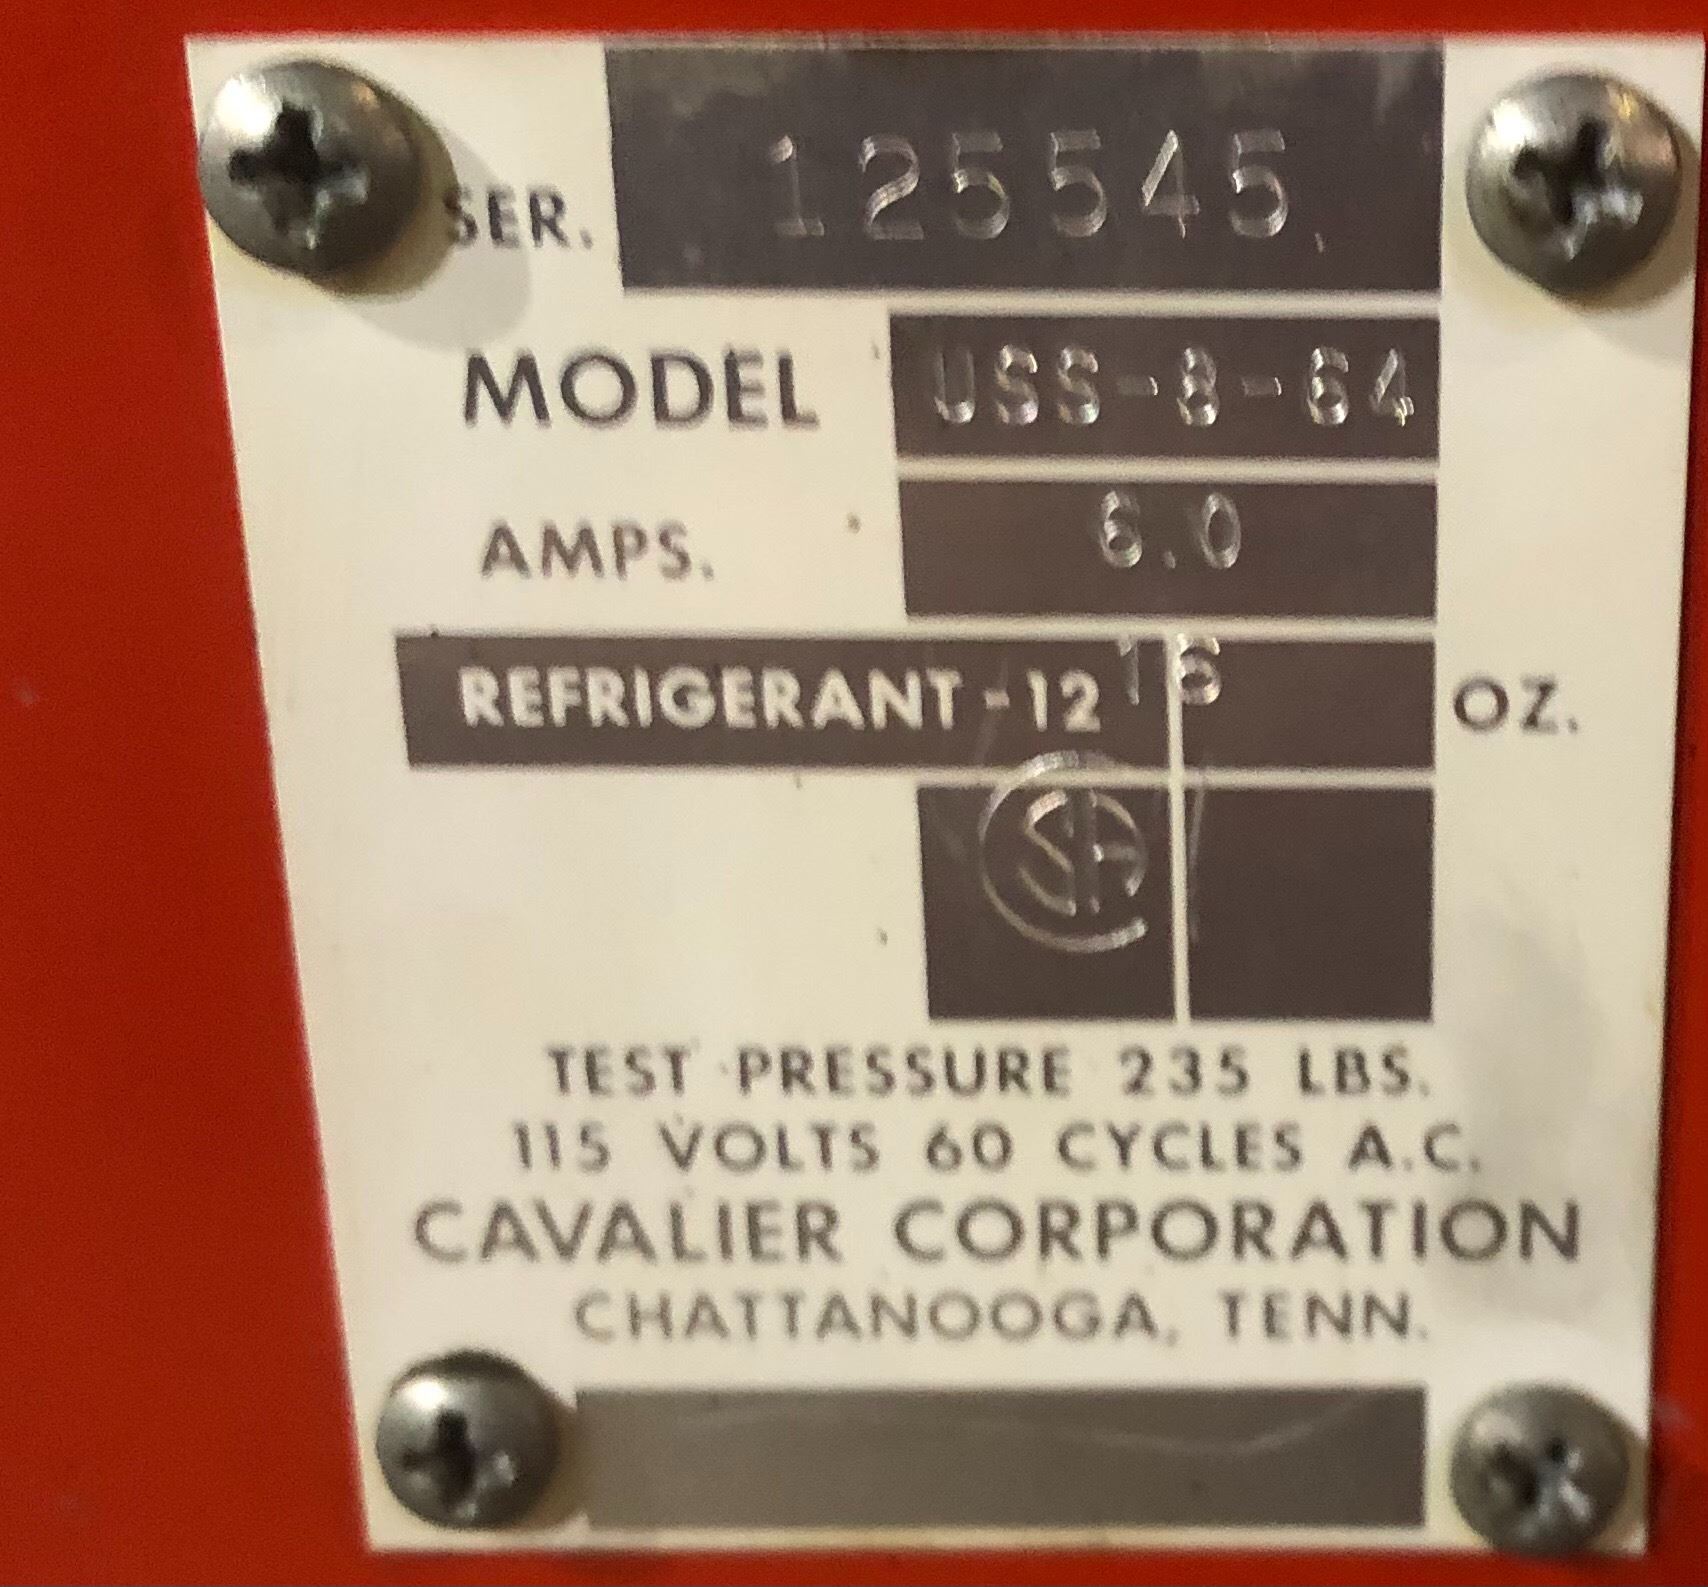 SER. 125545
MODEL USS-8-64
AMPS. 6.0
REFRIGERANT-12 16 OZ.
CSA
TEST PRESSURE 235 LBS.
115 VOLTS 60 CYCLES A.C.
CAVALIER CORPORATION
CHATTANOOGA, TENN.